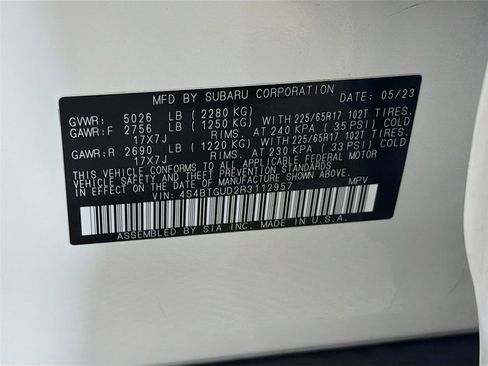 MFD BY SUBARU CORPORATION DATE: 05/23
GVWR: 5026 LB (2280 KG)
GAWR:F 2756 LB (1250 KG) WITH 225/65R17 102T TIRES,
17X7J RIMS, AT 240 KPA (35 PSI) COLD
GAWR:R 2690 LB (1220 KG) WITH 225/65R17 102T TIRES,
17X7J RIMS, AT 230 KPA (33 PSI) COLD
THIS VEHICLE CONFORMS TO ALL APPLICABLE FEDERAL MOTOR
VEHICLE SAFETY, BUMPER, AND THEFT PREVENTION STANDARDS
IN EFFECT ON THE DATE OF MANUFACTURE SHOWN ABOVE.
VIN: 4S4BTGUD2R3112957 MPV
ASSEMBLED BY SIA INC. MADE IN U.S.A.